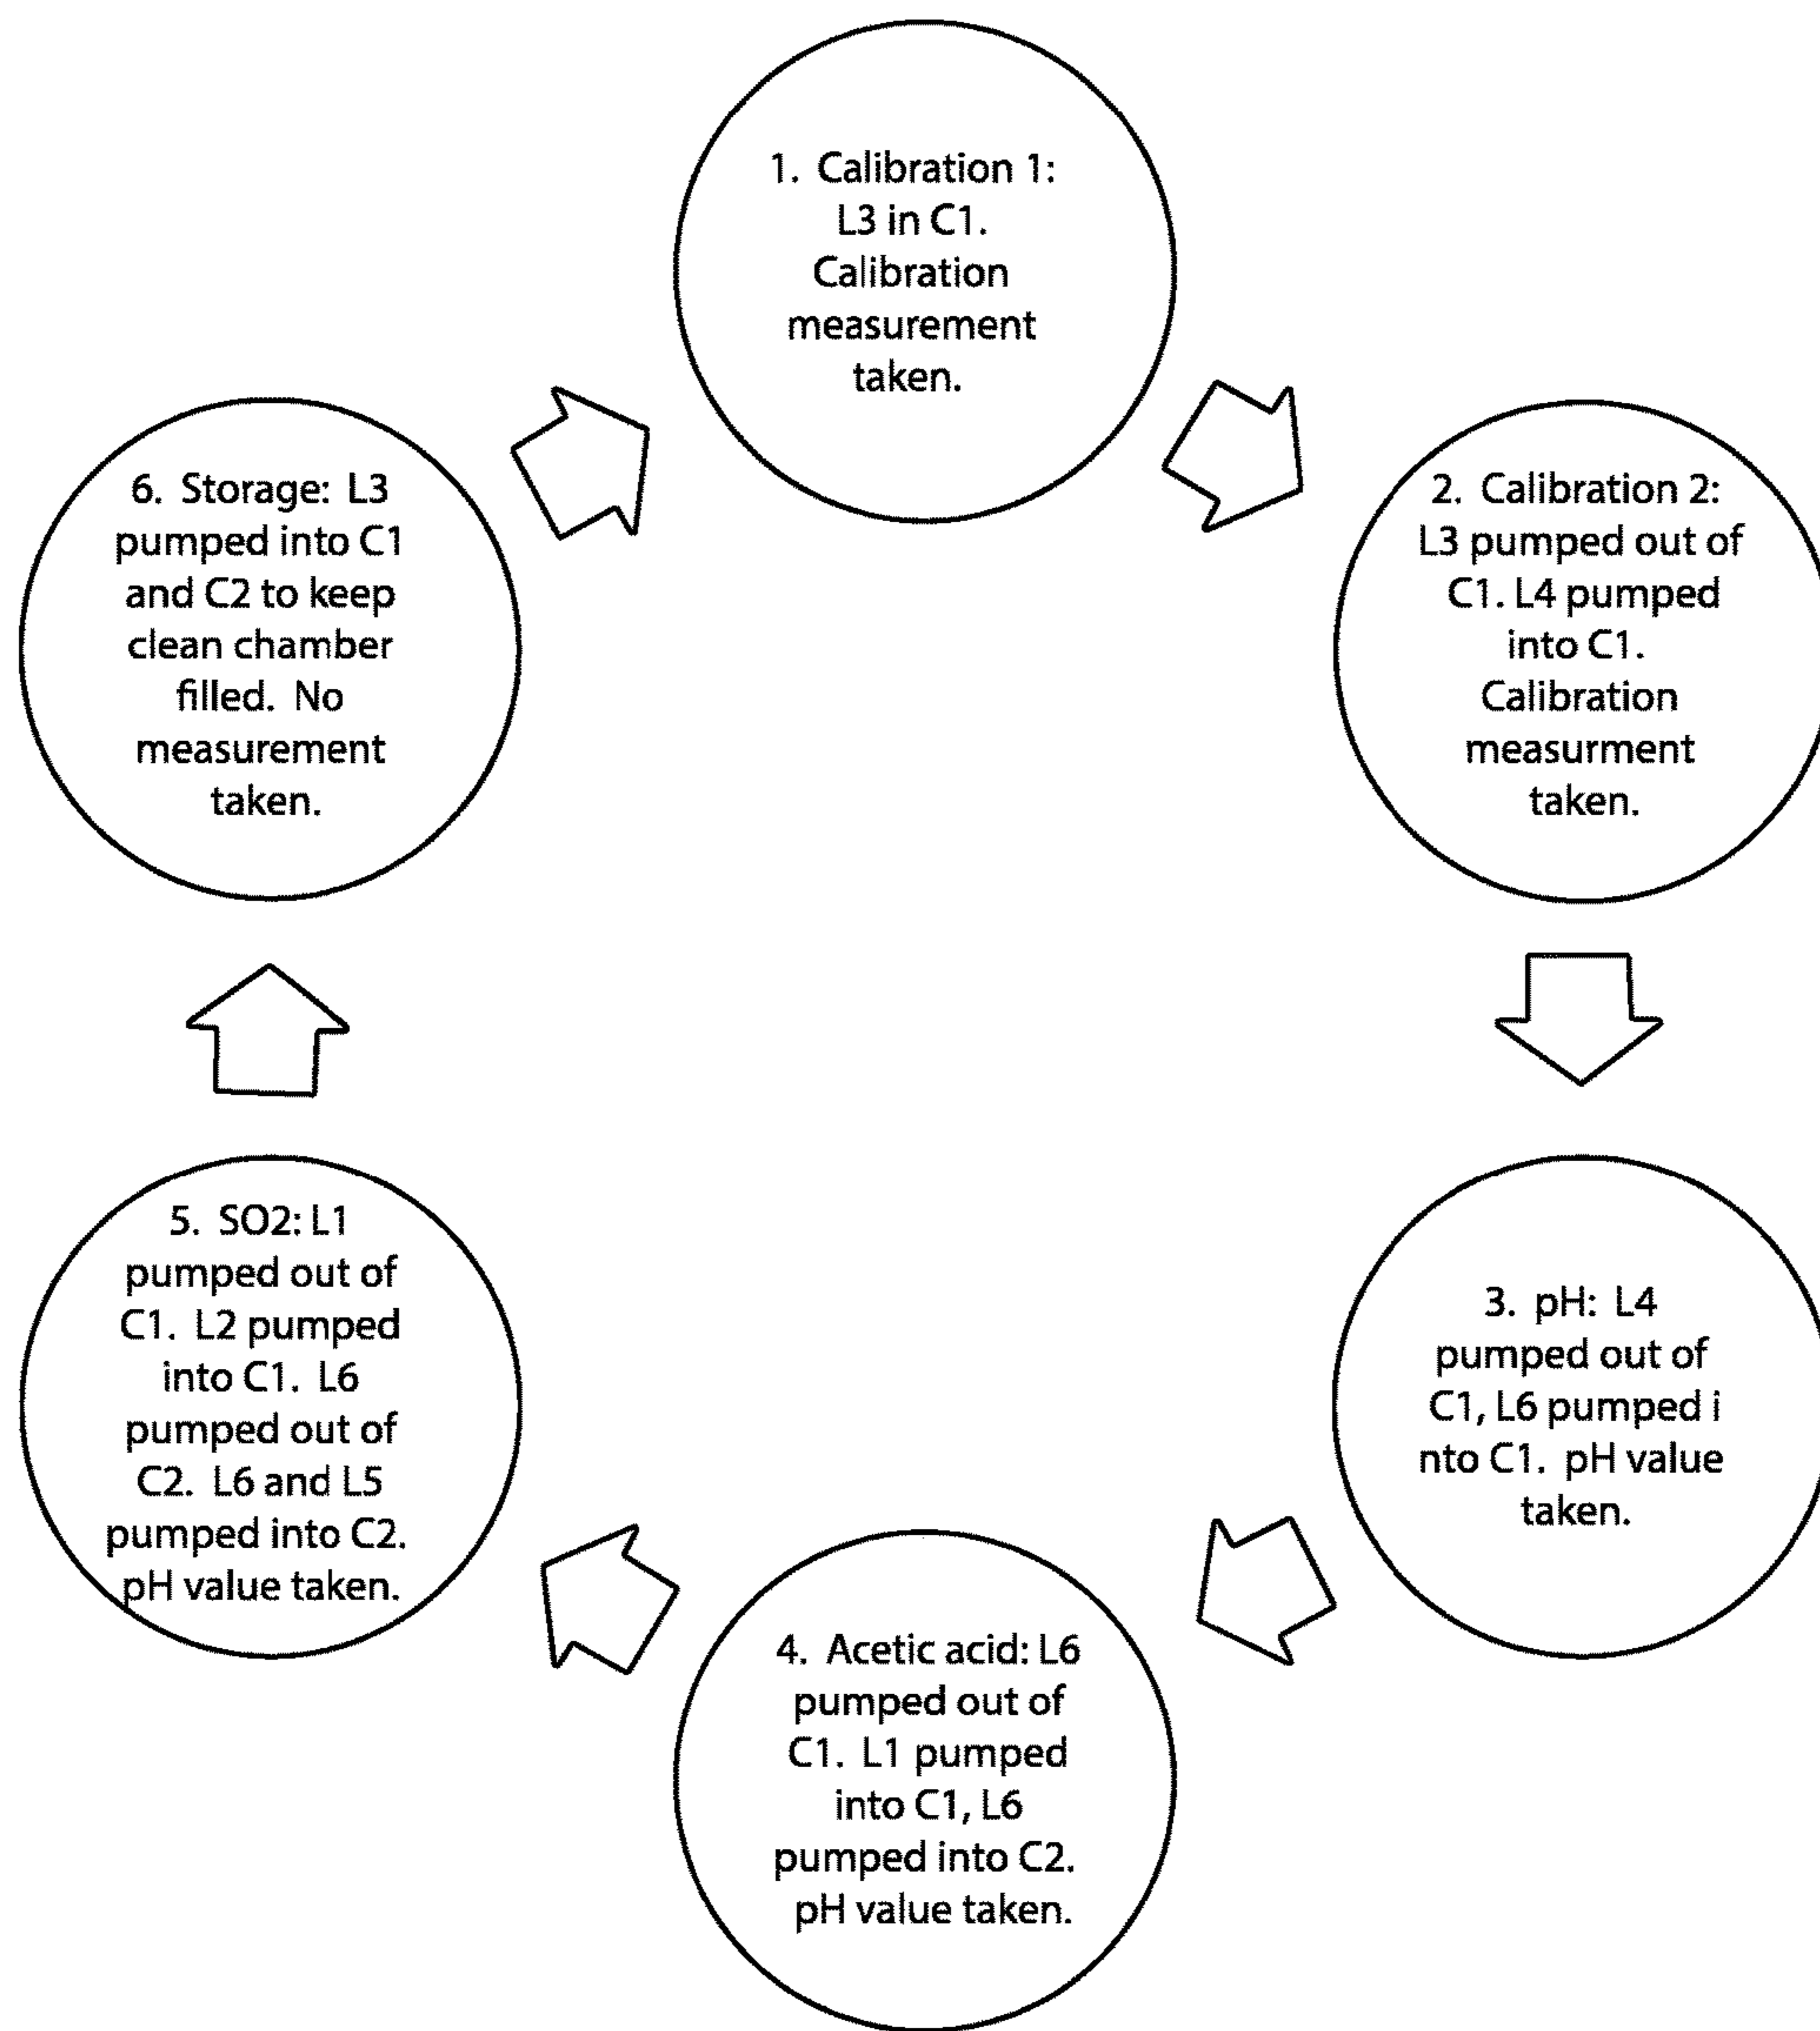 1. Calibration 1:
L3 in C1.
Calibration
measurement
taken.
2. Calibration 2:
L3 pumped out of
C1. L4 pumped
into C1.
Calibration
measurment
taken.
3. pH: L4
pumped out of
C1, L6 pumped i
nto C1. pH value
taken.
4. Acetic acid: L6
pumped out of
C1. L1 pumped
into C1, L6
pumped into C2.
pH value taken.
5. SO2: L1
pumped out of
C1. L2 pumped
into C1. L6
pumped out of
C2. L6 and L5
pumped into C2.
pH value taken.
6. Storage: L3
pumped into C1
and C2 to keep
clean chamber
filled. No
measurement
taken.